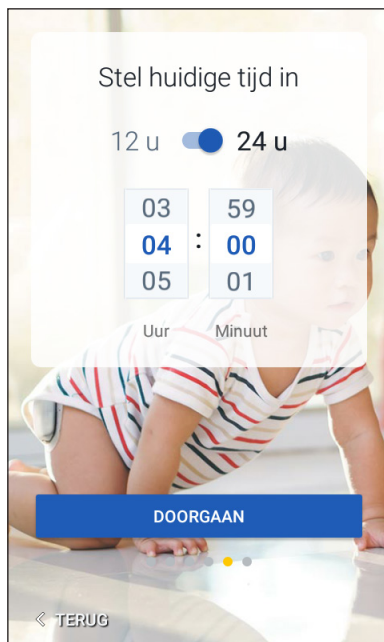 Stel huidige tijd in
12 u 24 u
03 59
04 : 00
05 01
Uur Minuut
DOORGAAN
TERUG